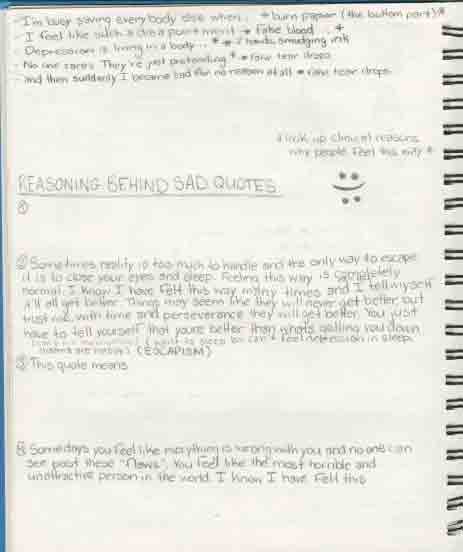 - I'm busy saving everybody else when... * burn paper (the bottom part) *
- I feel like such a disappointment → fake blood... *
- Depression is living in a body... * → 2 hands, smudging ink
- No one cares. They're just pretending * → fake tear drops
- and then suddenly I became sad for no reason at all → fake tear drops
* look up clinical reasons
why people feel this way *
REASONING BEHIND SAD QUOTES
①
② Sometimes reality is too much to handle and the only way to escape
it is to close your eyes and sleep. Feeling this way is completely
normal. I know I have felt this way many times and I tell myself
it'll all get better. Things may seem like they will never get better but
trust me, with time and perseverance they will get better. You just
have to tell yourself that you're better than what's pulling you down
(want to sleep bc can't feel depression in sleep.
(ESCAPISM)
③ This quote means
④ Some days you feel like everything is wrong with you and no one can
see past these "flaws". You feel like the most horrible and
unattractive person in the world. I know I have felt this